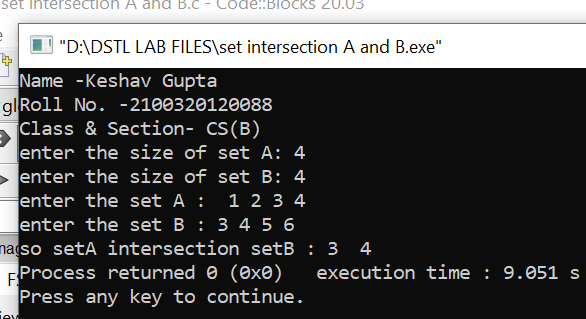 set intersection A and B.c - Code::Blocks 20.03
"D:\DSTL LAB FILES\set intersection A and B.exe"
Name -Keshav Gupta
Roll No. -2100320120088
Class & Section- CS(B)
enter the size of set A: 4
enter the size of set B: 4
enter the set A :  1 2 3 4
enter the set B : 3 4 5 6
so setA intersection setB : 3  4
Process returned 0 (0x0)   execution time : 9.051 s
Press any key to continue.